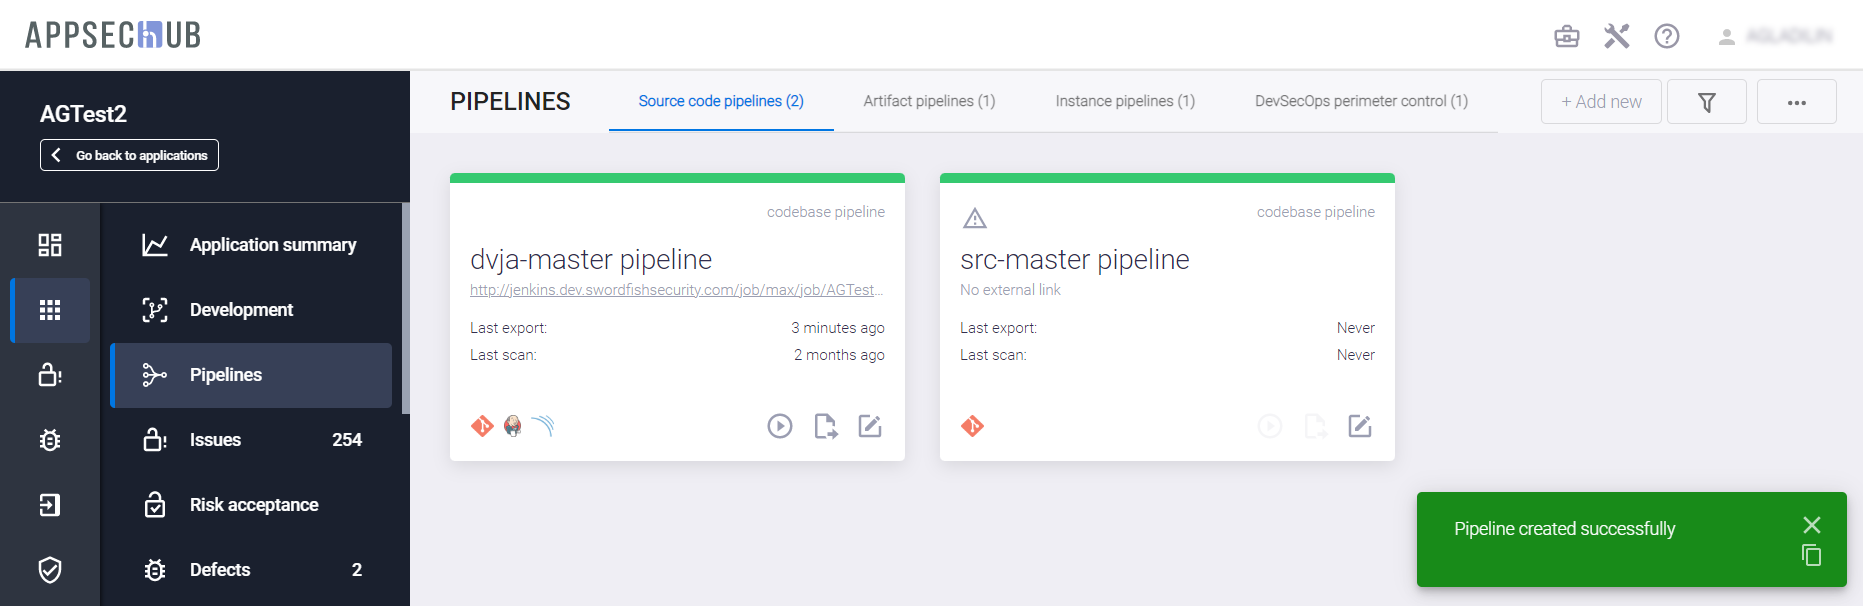 APPSECHUB
AGTest2
Go back to applications
Application summary
Development
Pipelines
Issues 254
Risk acceptance
Defects 2
PIPELINES
Source code pipelines (2)
Artifact pipelines (1)
Instance pipelines (1)
DevSecOps perimeter control (1)
+ Add new
codebase pipeline
dvja-master pipeline
http://jenkins.dev.swordfishsecurity.com/job/max/job/AGTest...
Last export: 3 minutes ago
Last scan: 2 months ago
codebase pipeline
src-master pipeline
No external link
Last export: Never
Last scan: Never
Pipeline created successfully